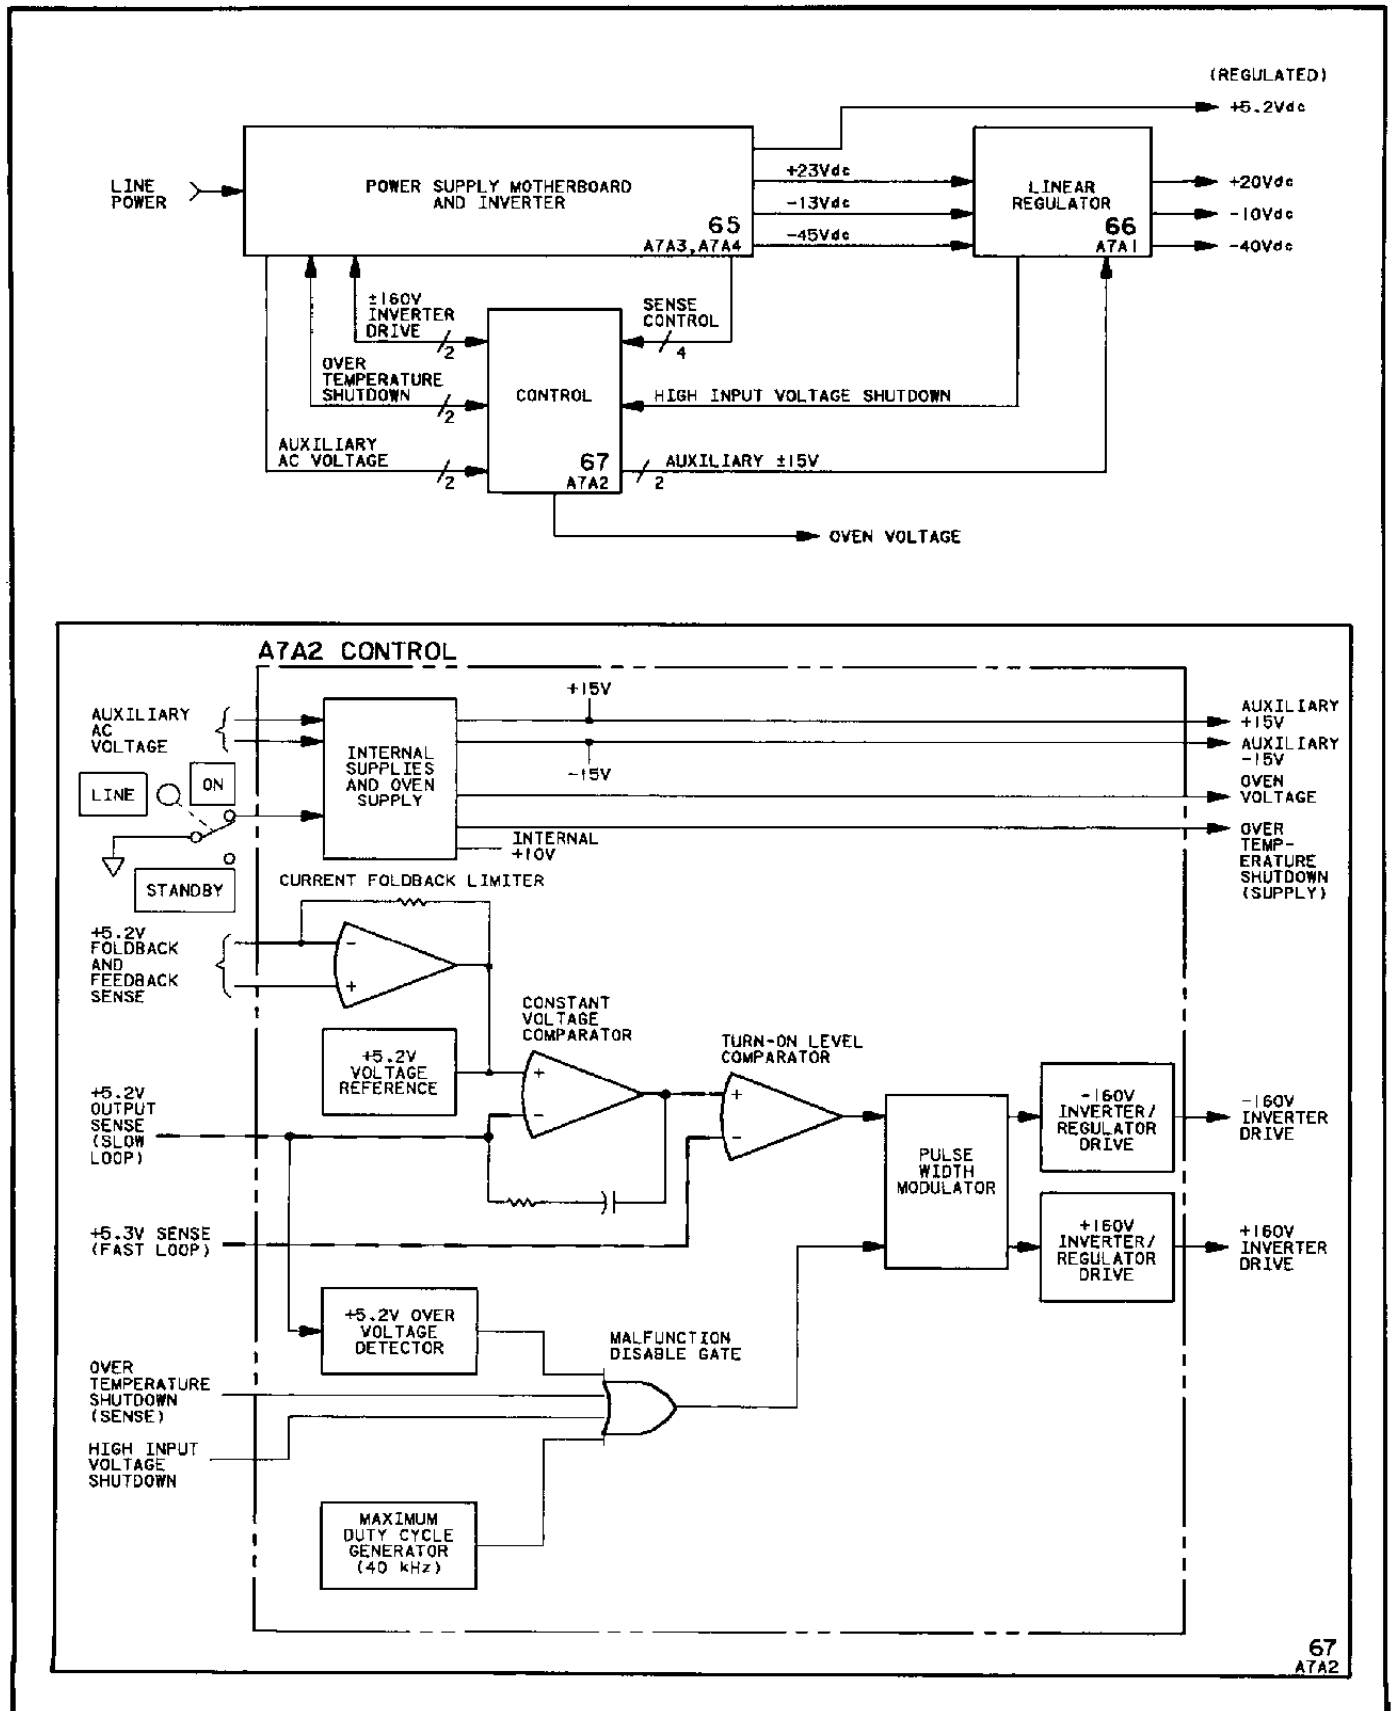 (REGULATED)
+5.2Vdc
LINE
POWER
POWER SUPPLY MOTHERBOARD
AND INVERTER
65
A7A3,A7A4
+23Vdc
-13Vdc
-45Vdc
LINEAR
REGULATOR
66
A7A1
+20Vdc
-10Vdc
-40Vdc
±160V
INVERTER
DRIVE
2
SENSE
CONTROL
4
OVER
TEMPERATURE
SHUTDOWN
2
CONTROL
HIGH INPUT VOLTAGE SHUTDOWN
AUXILIARY
AC VOLTAGE
2
67
A7A2
2
AUXILIARY ±15V
OVEN VOLTAGE
A7A2 CONTROL
AUXILIARY
AC
VOLTAGE
LINE
ON
STANDBY
INTERNAL
SUPPLIES
AND OVEN
SUPPLY
+15V
-15V
INTERNAL
+10V
AUXILIARY
+15V
AUXILIARY
-15V
OVEN
VOLTAGE
OVER
TEMP-
ERATURE
SHUTDOWN
(SUPPLY)
CURRENT FOLDBACK LIMITER
+5.2V
FOLDBACK
AND
FEEDBACK
SENSE
-
+
+5.2V
VOLTAGE
REFERENCE
CONSTANT
VOLTAGE
COMPARATOR
+
-
TURN-ON LEVEL
COMPARATOR
+
-
+5.2V
OUTPUT
SENSE
(SLOW
LOOP)
+5.3V SENSE
(FAST LOOP)
PULSE
WIDTH
MODULATOR
-160V
INVERTER/
REGULATOR
DRIVE
-160V
INVERTER
DRIVE
+160V
INVERTER/
REGULATOR
DRIVE
+160V
INVERTER
DRIVE
+5.2V OVER
VOLTAGE
DETECTOR
MALFUNCTION
DISABLE GATE
OVER
TEMPERATURE
SHUTDOWN
(SENSE)
HIGH INPUT
VOLTAGE
SHUTDOWN
MAXIMUM
DUTY CYCLE
GENERATOR
(40 kHz)
67
A7A2